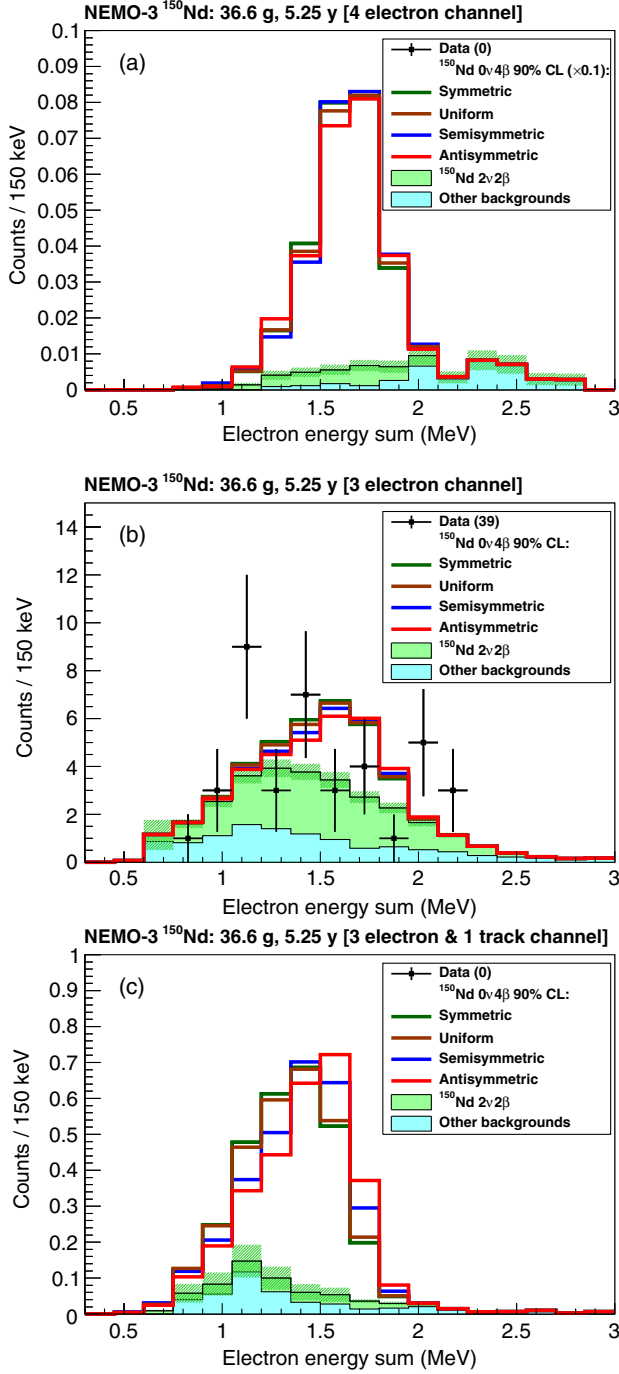 NEMO-3 ¹⁵⁰Nd: 36.6 g, 5.25 y [4 electron channel]
(a)
Data (0)
¹⁵⁰Nd 0ν4β 90% CL (×0.1):
Symmetric
Uniform
Semisymmetric
Antisymmetric
¹⁵⁰Nd 2ν2β
Other backgrounds
Counts / 150 keV
0.1
0.09
0.08
0.07
0.06
0.05
0.04
0.03
0.02
0.01
0
0.5 1 1.5 2 2.5 3
Electron energy sum (MeV)
NEMO-3 ¹⁵⁰Nd: 36.6 g, 5.25 y [3 electron channel]
(b)
Data (39)
¹⁵⁰Nd 0ν4β 90% CL:
Symmetric
Uniform
Semisymmetric
Antisymmetric
¹⁵⁰Nd 2ν2β
Other backgrounds
Counts / 150 keV
14
12
10
8
6
4
2
0
0.5 1 1.5 2 2.5 3
Electron energy sum (MeV)
NEMO-3 ¹⁵⁰Nd: 36.6 g, 5.25 y [3 electron & 1 track channel]
(c)
Data (0)
¹⁵⁰Nd 0ν4β 90% CL:
Symmetric
Uniform
Semisymmetric
Antisymmetric
¹⁵⁰Nd 2ν2β
Other backgrounds
Counts / 150 keV
1
0.9
0.8
0.7
0.6
0.5
0.4
0.3
0.2
0.1
0
0.5 1 1.5 2 2.5 3
Electron energy sum (MeV)